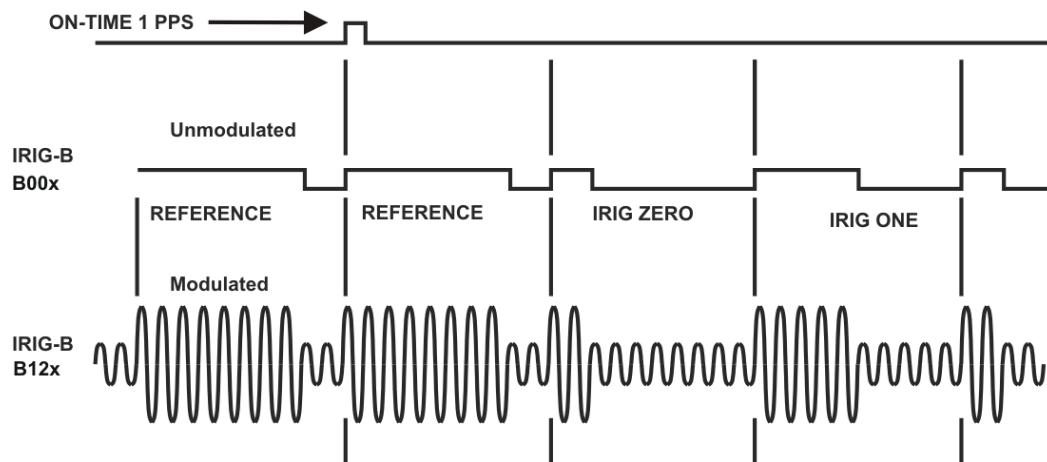 ON-TIME 1 PPS
Unmodulated
IRIG-B
B00x
REFERENCE
REFERENCE
IRIG ZERO
IRIG ONE
Modulated
IRIG-B
B12x